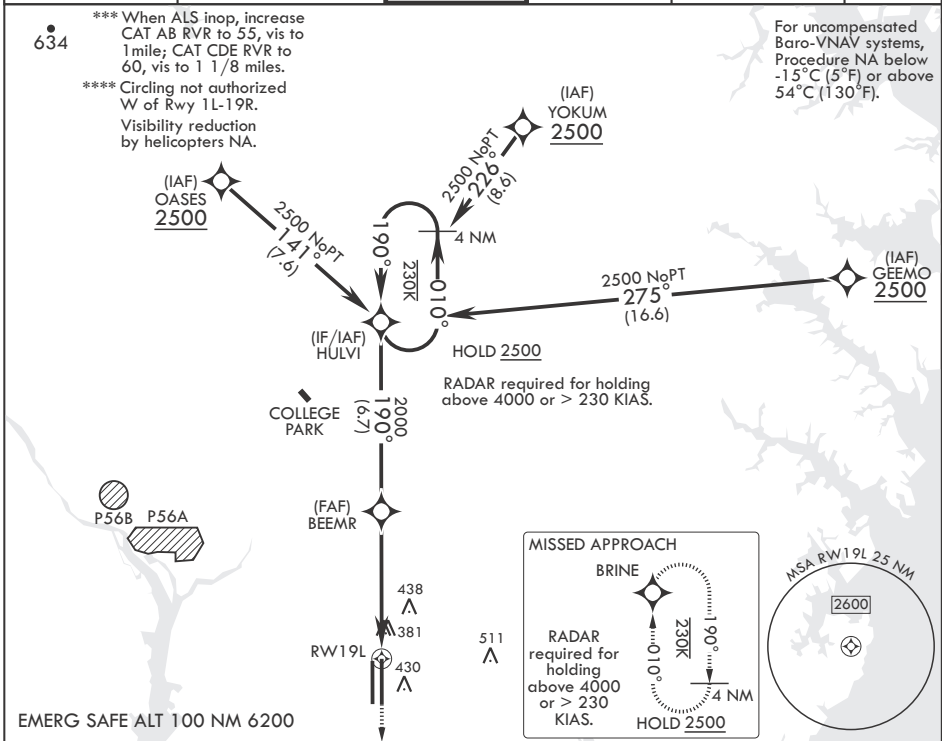 *** When ALS inop, increase
CAT AB RVR to 55, vis to
1mile; CAT CDE RVR to
60, vis to 1 1/8 miles.
**** Circling not authorized
W of Rwy 1L-19R.
Visibility reduction
by helicopters NA.
634
For uncompensated
Baro-VNAV systems,
Procedure NA below
-15°C (5°F) or above
54°C (130°F).
(IAF)
YOKUM
2500
2500 NoPT
226°
(8.6)
(IAF)
OASES
2500
2500 NoPT
141°
(7.6)
190°
230K
010°
4 NM
(IAF)
GEEMO
2500
2500 NoPT
275°
(16.6)
(IF/IAF)
HULVI
HOLD 2500
RADAR required for holding
above 4000 or > 230 KIAS.
COLLEGE
PARK
2000
190°
(6.7)
P56B
P56A
(FAF)
BEEMR
438
381
RW19L
430
511
MISSED APPROACH
BRINE
RADAR
required for
holding
above 4000
or > 230
KIAS.
010°
230K
190°
4 NM
HOLD 2500
MSA RW19L 25 NM
2600
EMERG SAFE ALT 100 NM 6200